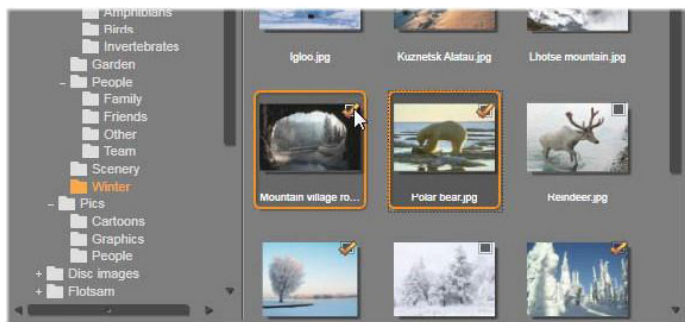 Amphibians
Birds
Invertebrates
Garden
People
Family
Friends
Other
Team
Scenery
Winter
Pics
Cartoons
Graphics
People
Disc images
Flotsam
Igloo.jpg
Kuznetsk Alatau.jpg
Lhotse mountain.jpg
Mountain village ro...
Polar bear.jpg
Reindeer.jpg